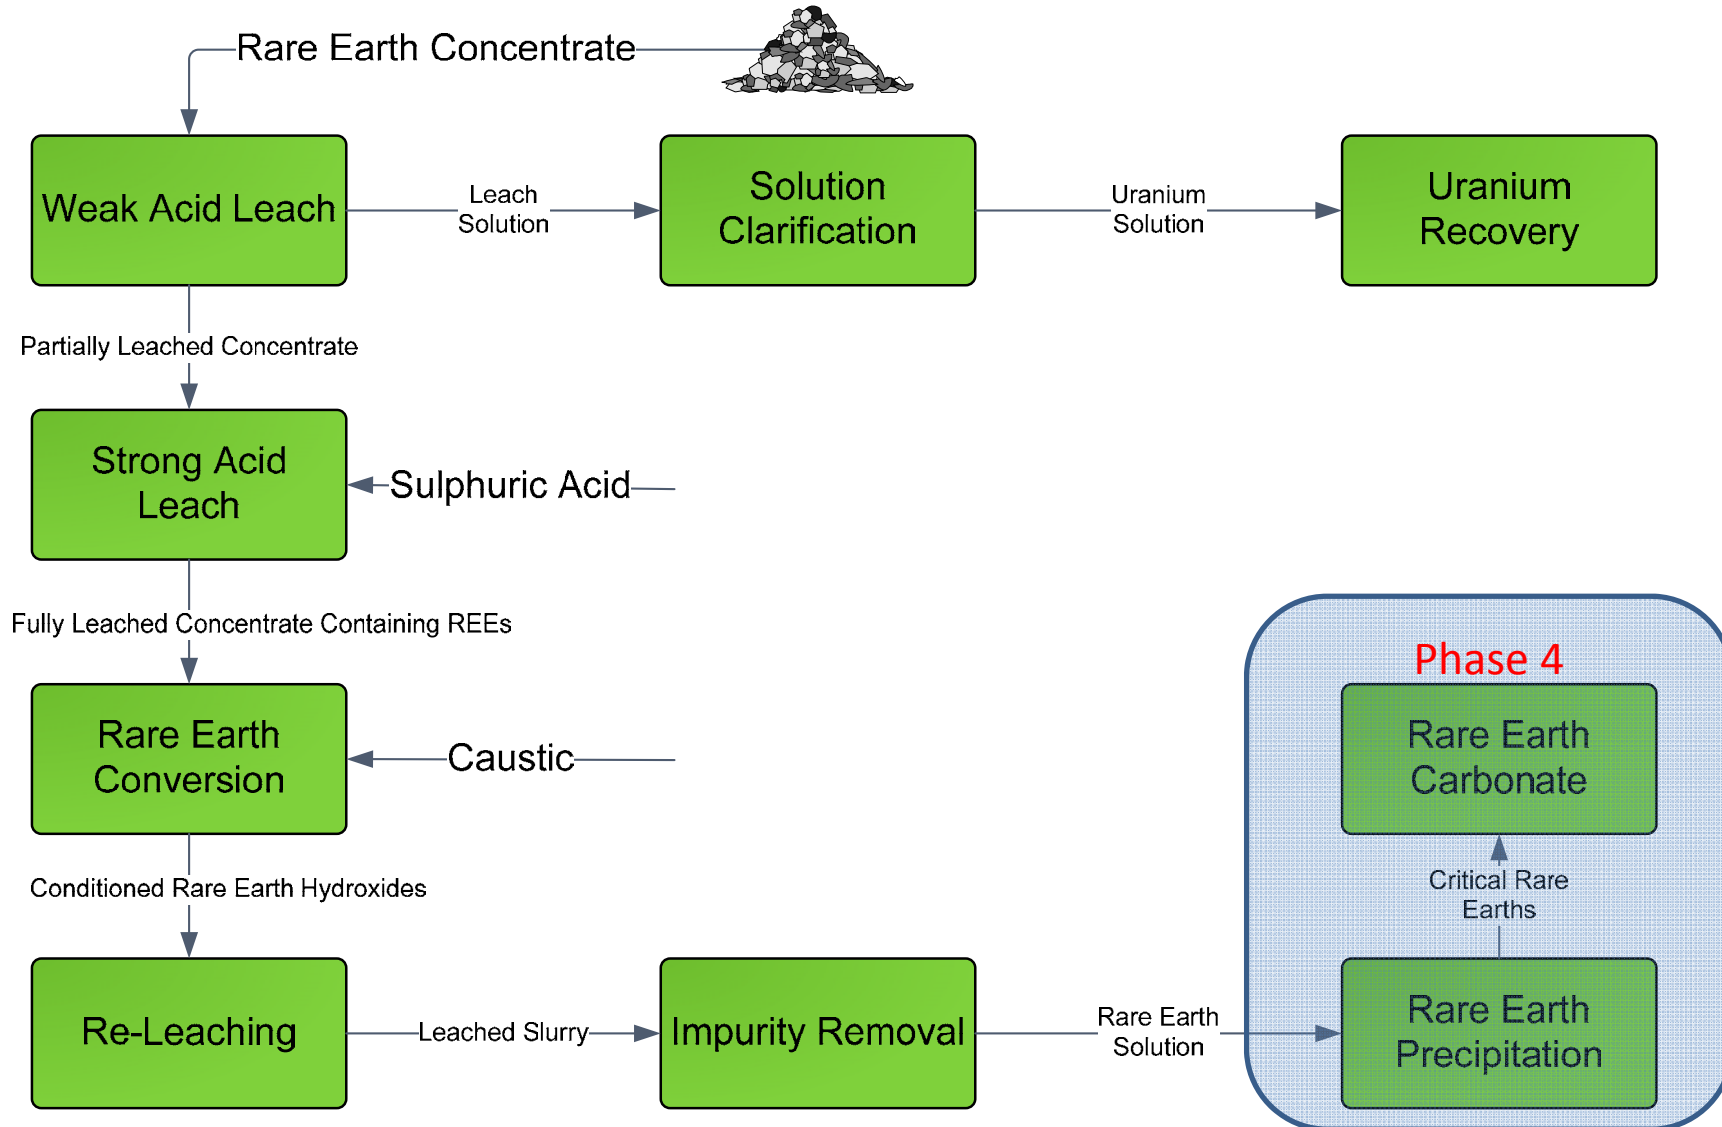 Rare Earth Concentrate
Weak Acid Leach
Leach
Solution
Solution
Clarification
Uranium
Solution
Uranium
Recovery
Partially Leached Concentrate
Strong Acid
Leach
Sulphuric Acid
Fully Leached Concentrate Containing REEs
Phase 4
Rare Earth
Conversion
Caustic
Rare Earth
Carbonate
Conditioned Rare Earth Hydroxides
Critical Rare
Earths
Re-Leaching
Leached Slurry
Impurity Removal
Rare Earth
Solution
Rare Earth
Precipitation